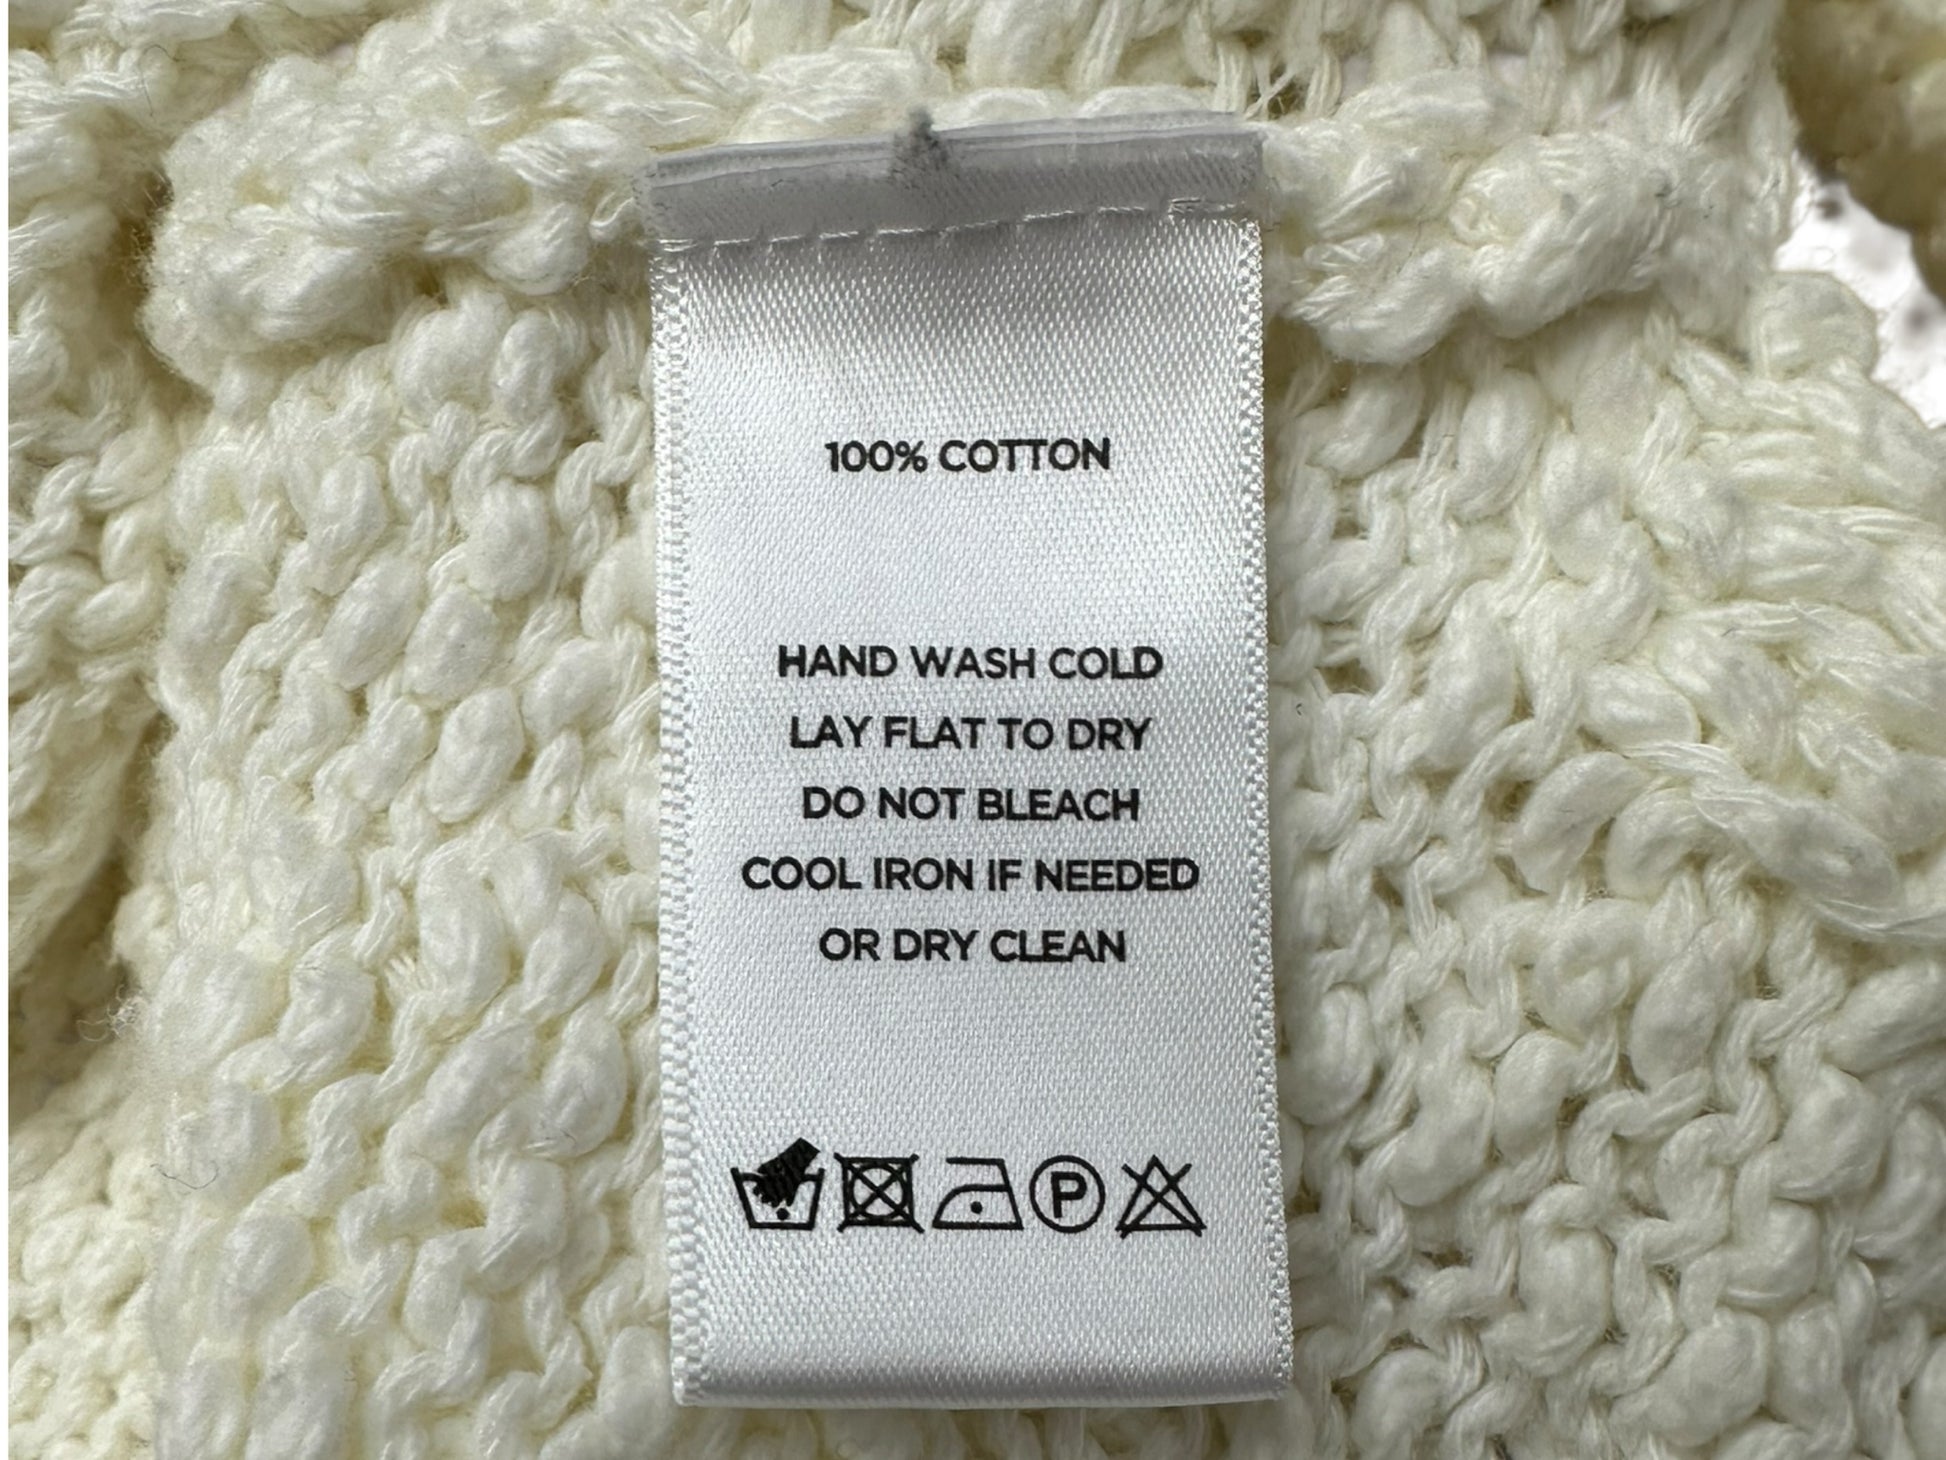 100% COTTON
HAND WASH COLD
LAY FLAT TO DRY
DO NOT BLEACH
COOL IRON IF NEEDED
OR DRY CLEAN
P